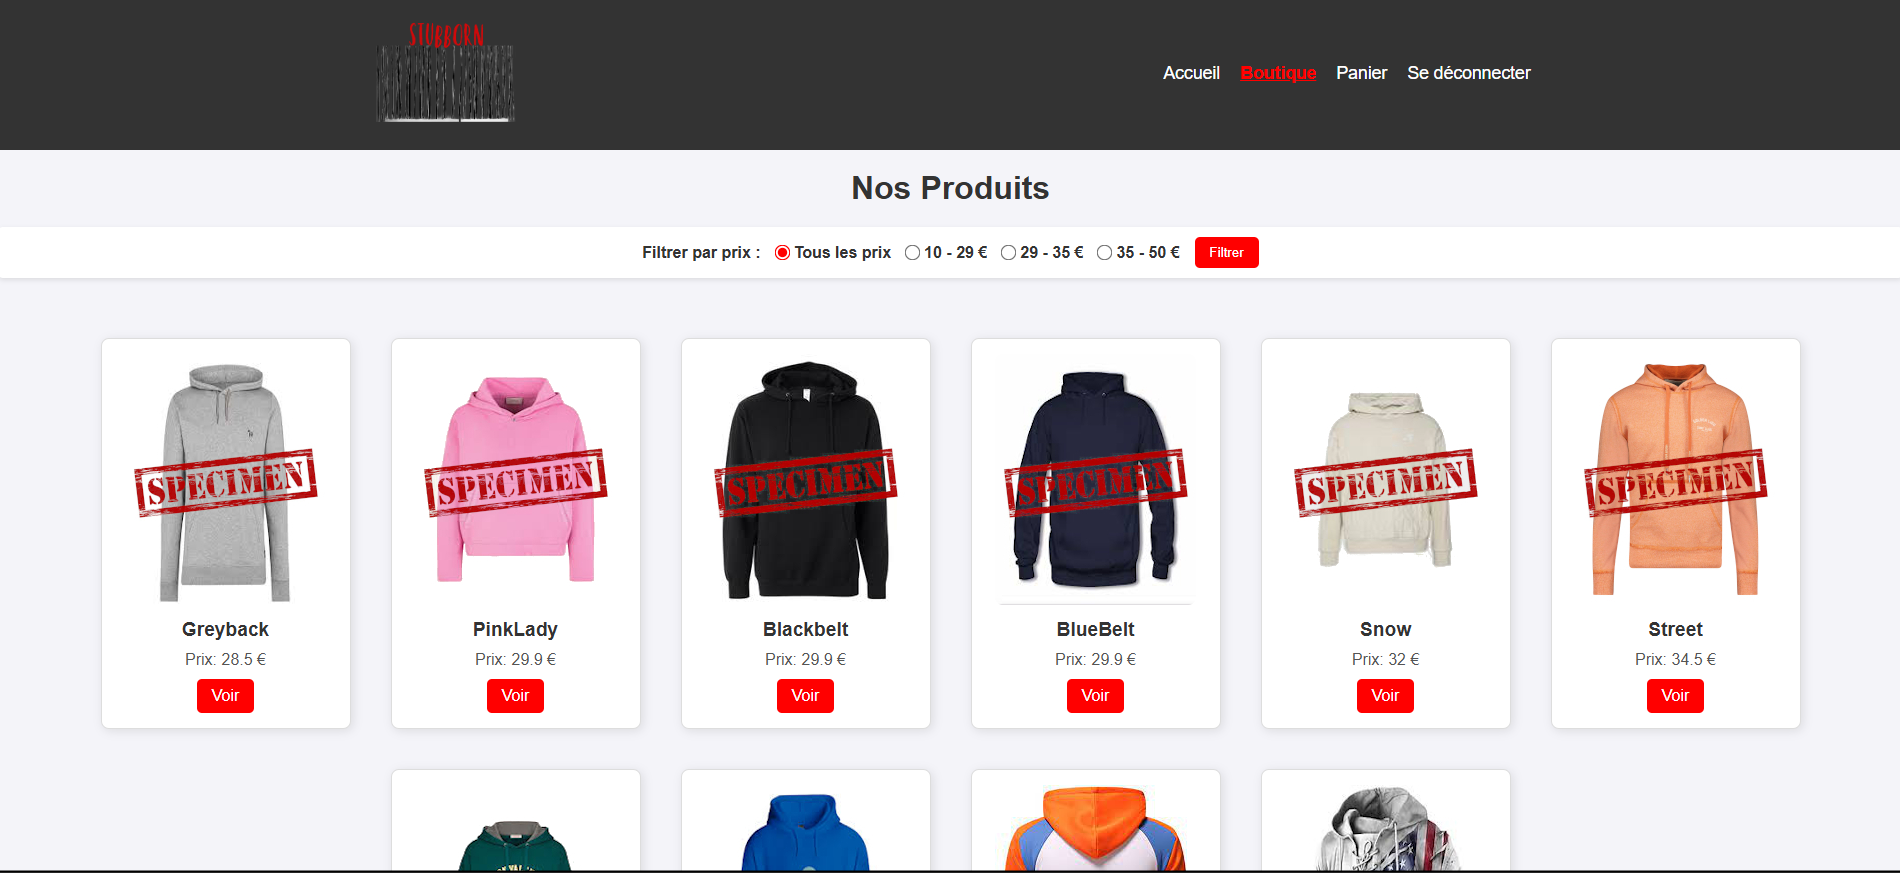 STUBBORN
Accueil Boutique Panier Se déconnecter
Nos Produits
Filtrer par prix : Tous les prix 10 - 29 € 29 - 35 € 35 - 50 € Filtrer
SPECIMEN SPECIMEN SPECIMEN SPECIMEN SPECIMEN SPECIMEN
Greyback PinkLady Blackbelt BlueBelt Snow Street
Prix: 28.5 € Prix: 29.9 € Prix: 29.9 € Prix: 29.9 € Prix: 32 € Prix: 34.5 €
Voir Voir Voir Voir Voir Voir